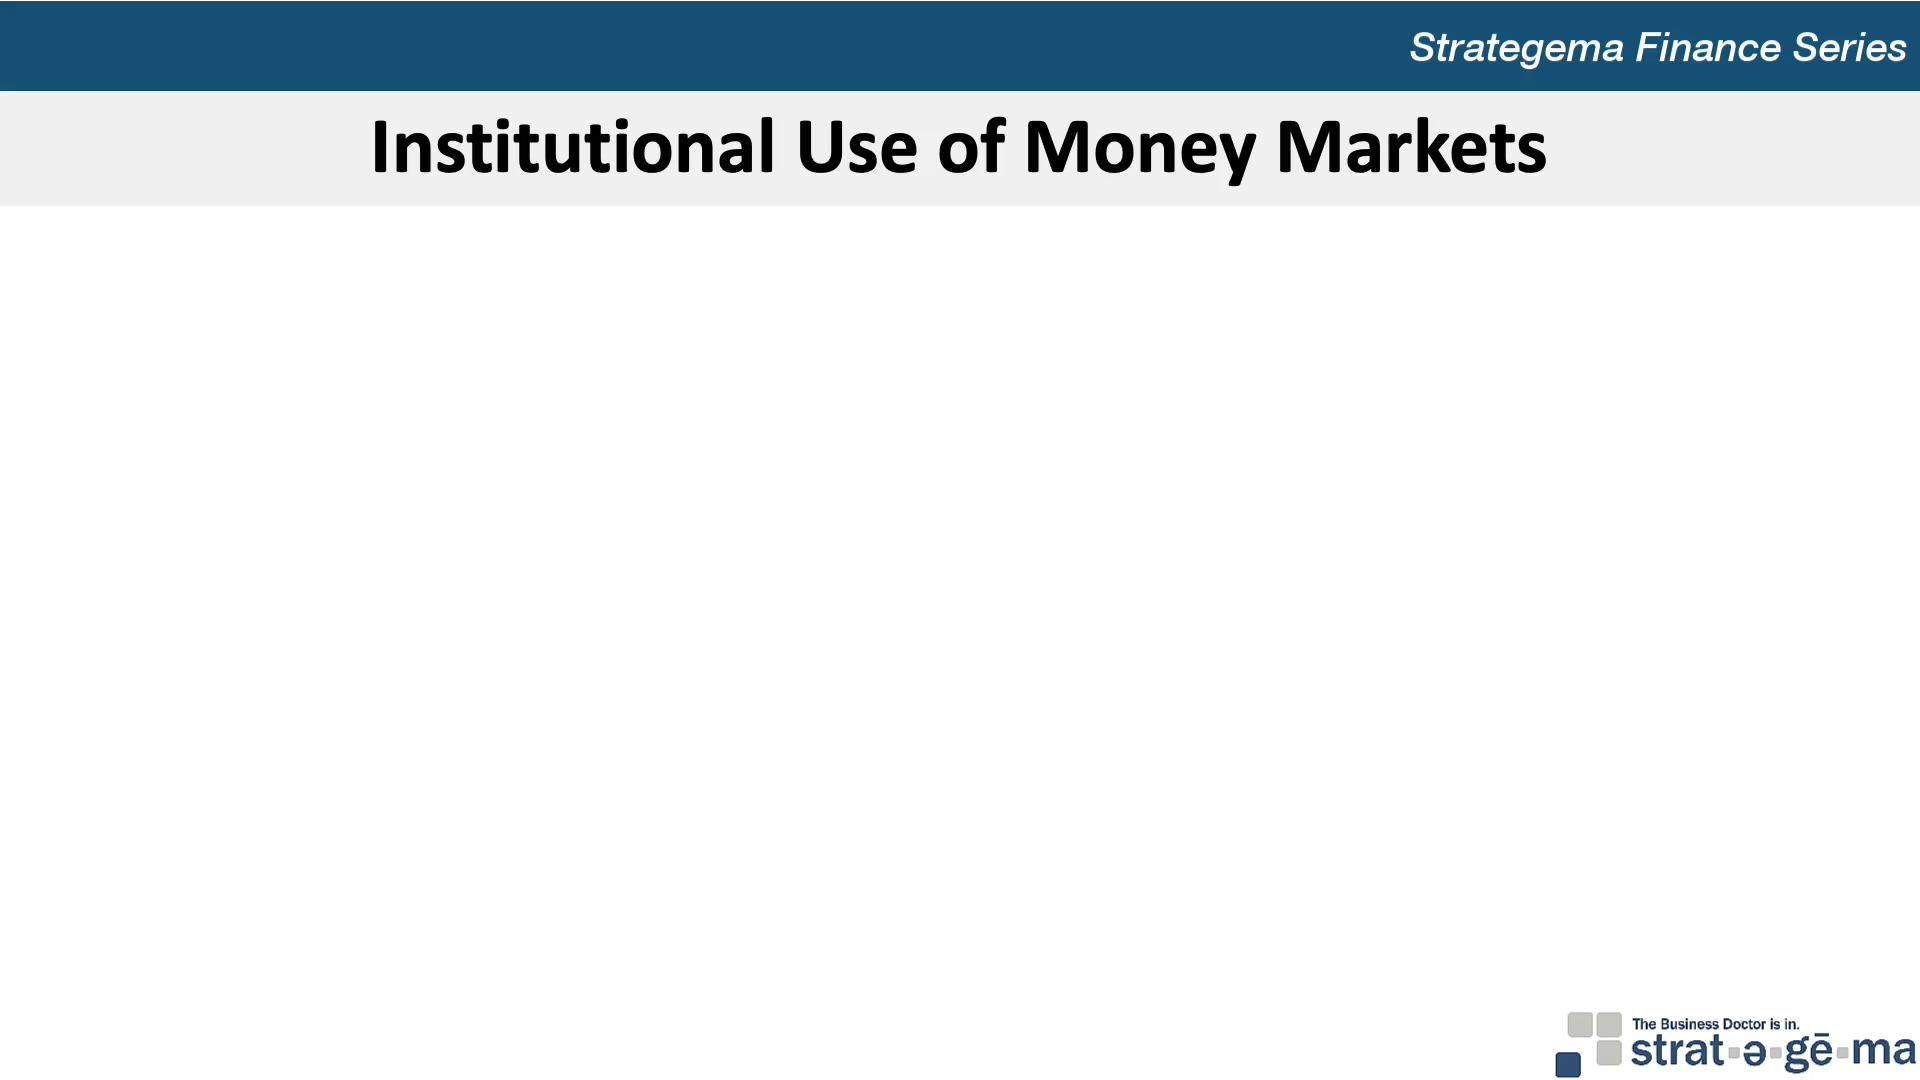 Strategema Finance Series
Institutional Use of Money Markets
The Business Doctor is in.
strat-ə-gē-ma